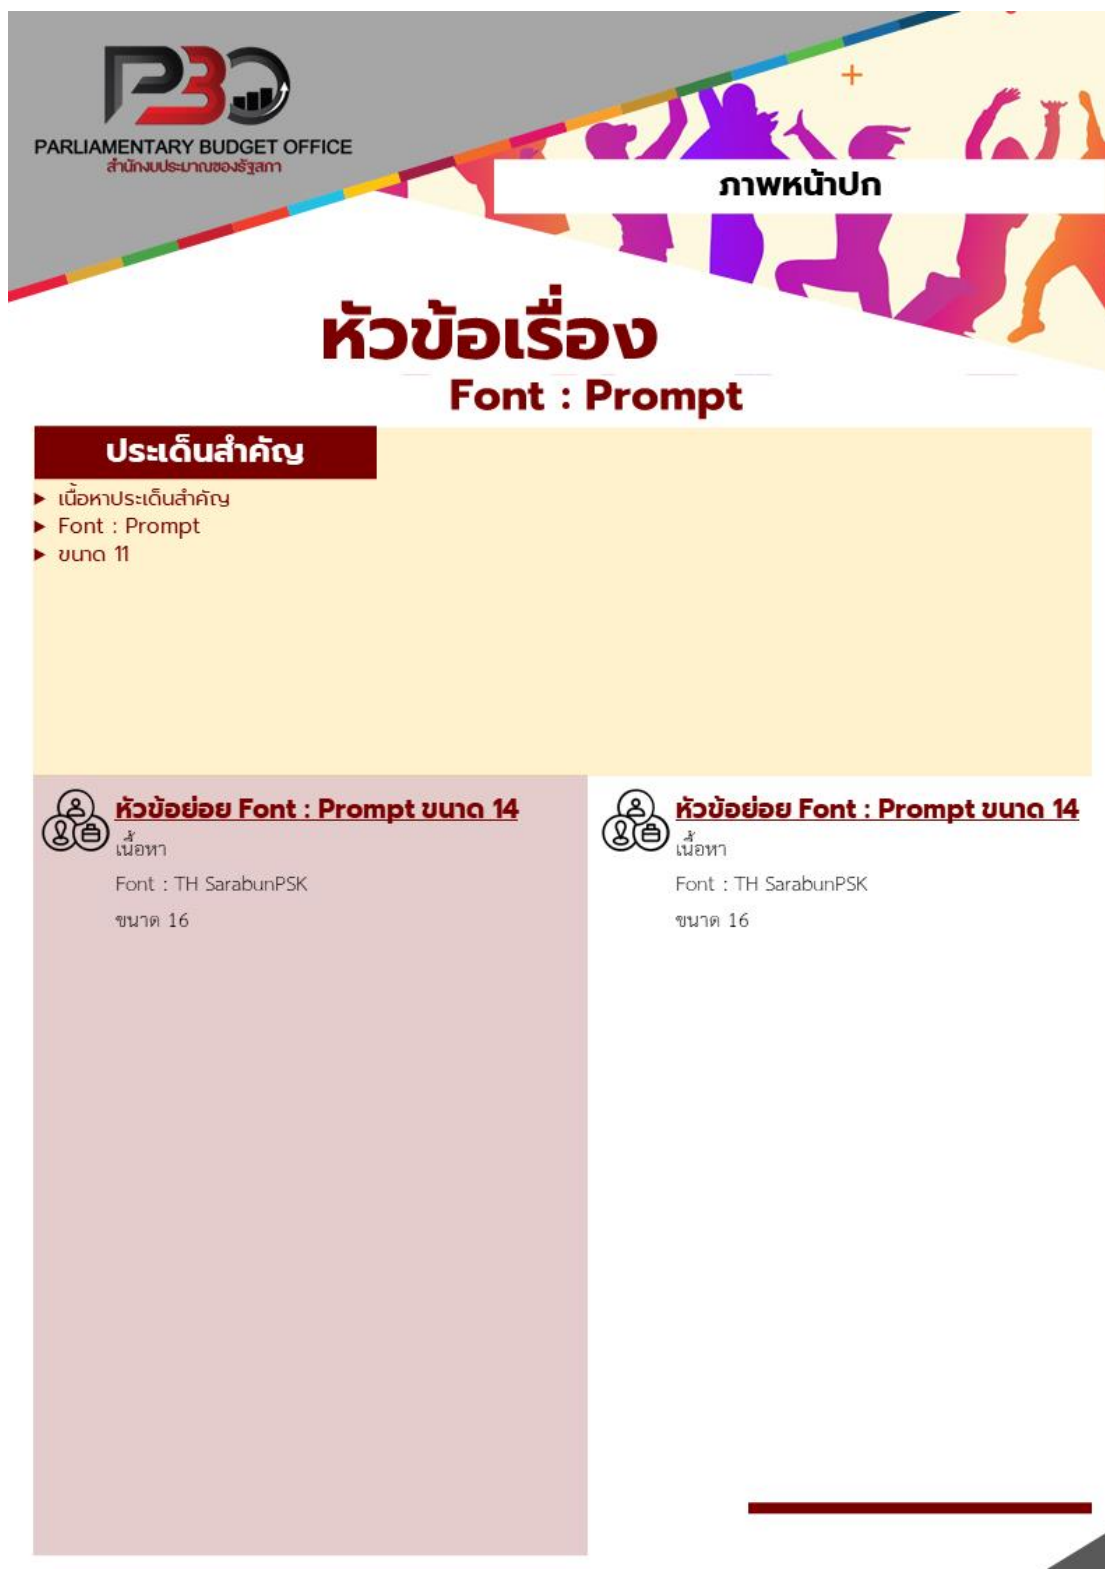 PBO
PARLIAMENTARY BUDGET OFFICE
สำนักงบประมาณของรัฐสภา
ภาพหน้าปก
หัวข้อเรื่อง
Font : Prompt
ประเด็นสำคัญ
เนื้อหาประเด็นสำคัญ
Font : Prompt
ขนาด 11
หัวข้อย่อย Font : Prompt ขนาด 14
เนื้อหา
Font : TH SarabunPSK
ขนาด 16
หัวข้อย่อย Font : Prompt ขนาด 14
เนื้อหา
Font : TH SarabunPSK
ขนาด 16